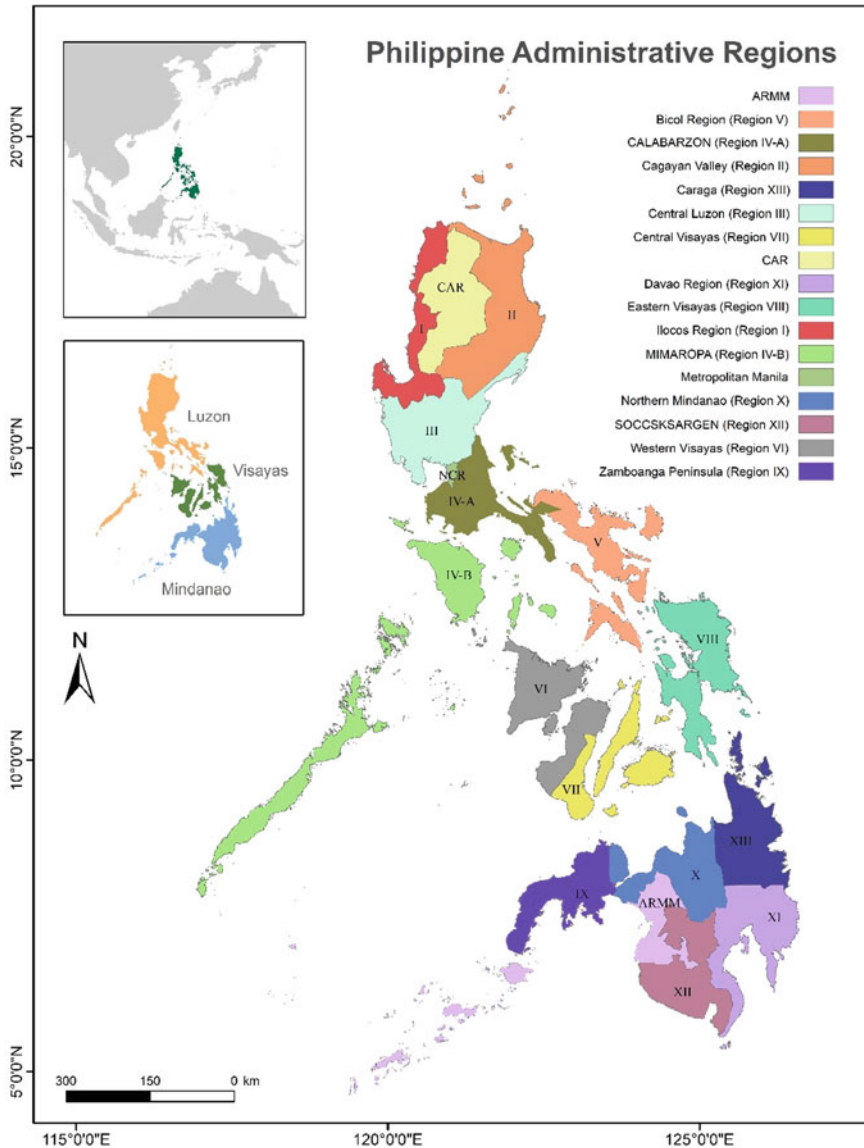 Philippine Administrative Regions
ARMM
Bicol Region (Region V)
CALABARZON (Region IV-A)
Cagayan Valley (Region II)
Caraga (Region XIII)
Central Luzon (Region III)
Central Visayas (Region VII)
CAR
Davao Region (Region XI)
Eastern Visayas (Region VIII)
Ilocos Region (Region I)
MIMAROPA (Region IV-B)
Metropolitan Manila
Northern Mindanao (Region X)
SOCCSKSARGEN (Region XII)
Western Visayas (Region VI)
Zamboanga Peninsula (Region IX)
20°0'0"N
15°0'0"N
10°0'0"N
5°0'0"N
Luzon
Visayas
Mindanao
N
CAR
I
II
III
NCR
IV-A
V
IV-B
VIII
VI
VII
XIII
X
IX
ARMM
XI
XII
300 150 0 km
115°0'0"E 120°0'0"E 125°0'0"E